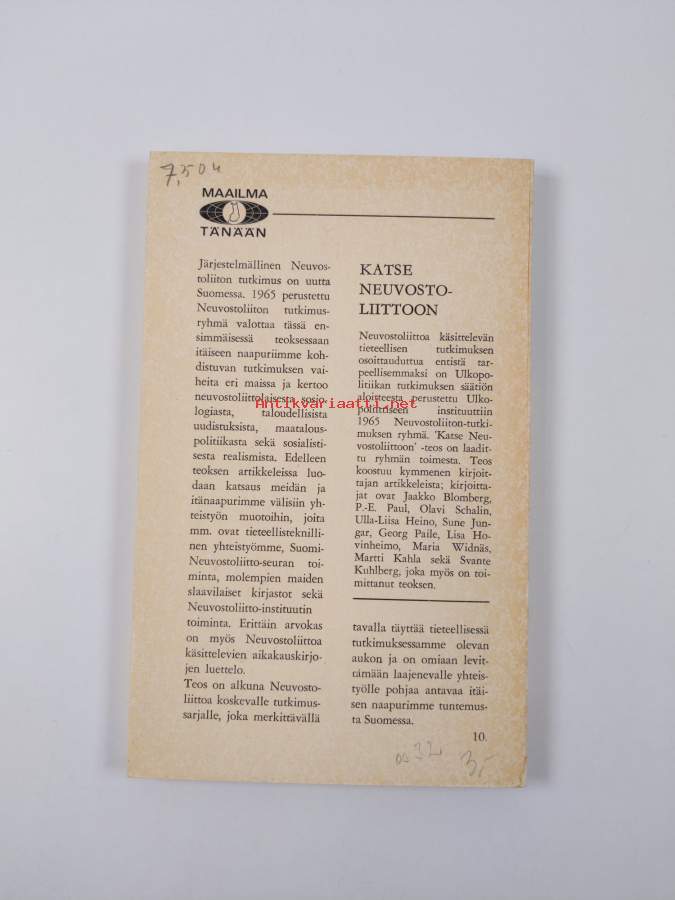 7,50 4
MAAILMA
TÄNÄÄN
Järjestelmällinen Neuvos-
toliiton tutkimus on uutta
Suomessa. 1965 perustettu
Neuvostoliiton tutkimus-
ryhmä valottaa tässä en-
simmäisessä teoksessaan
itäiseen naapuriimme koh-
distuvan tutkimuksen vai-
heita eri maissa ja kertoo
neuvostoliittolaisesta sosio-
logiasta, taloudellisista
uudistuksista, maatalous-
politiikasta sekä sosialisti-
sesta realismista. Edelleen
teoksen artikkeleissa luo-
daan katsaus meidän ja
itänaapurimme välisiin yh-
teistyön muotoihin, joita
mm. ovat tieteellisteknilli-
nen yhteistyömme, Suomi-
Neuvostoliitto-seuran toi-
minta, molempien maiden
slaavilaiset kirjastot sekä
Neuvostoliitto-instituutin
toiminta. Erittäin arvokas
on myös Neuvostoliittoa
käsittelevien aikakauskirjo-
jen luettelo.
Teos on alkuna Neuvosto-
liittoa koskevalle tutkimus-
sarjalle, joka merkittävällä
KATSE
NEUVOSTO-
LIITTOON
Neuvostoliittoa käsittelevän
tieteellisen tutkimuksen
osoittauduttua entistä tar-
peellisemmaksi on Ulkopo-
litiikan tutkimuksen säätiön
aloitteesta perustettu Ulko-
poliittiseen instituuttiin
1965 Neuvostoliiton-tutki-
muksen ryhmä. 'Katse Neu-
vostoliittoon' -teos on laadit-
tu ryhmän toimesta. Teos
koostuu kymmenen kirjoit-
tajan artikkeleista; kirjoitta-
jat ovat Jaakko Blomberg,
P.-E. Paul, Olavi Schalin,
Ulla-Liisa Heino, Sune Jun-
gar, Georg Paile, Lisa Ho-
vinheimo, Maria Widnäs,
Martti Kahla sekä Svante
Kuhlberg, joka myös on toi-
mittanut teoksen.
tavalla täyttää tieteellisessä
tutkimuksessamme olevan
aukon ja on omiaan levit-
tämään laajenevalle yhteis-
työlle pohjaa antavaa itäi-
sen naapurimme tuntemus-
ta Suomessa.
10.
32
3,-
Antikvariaatti.net